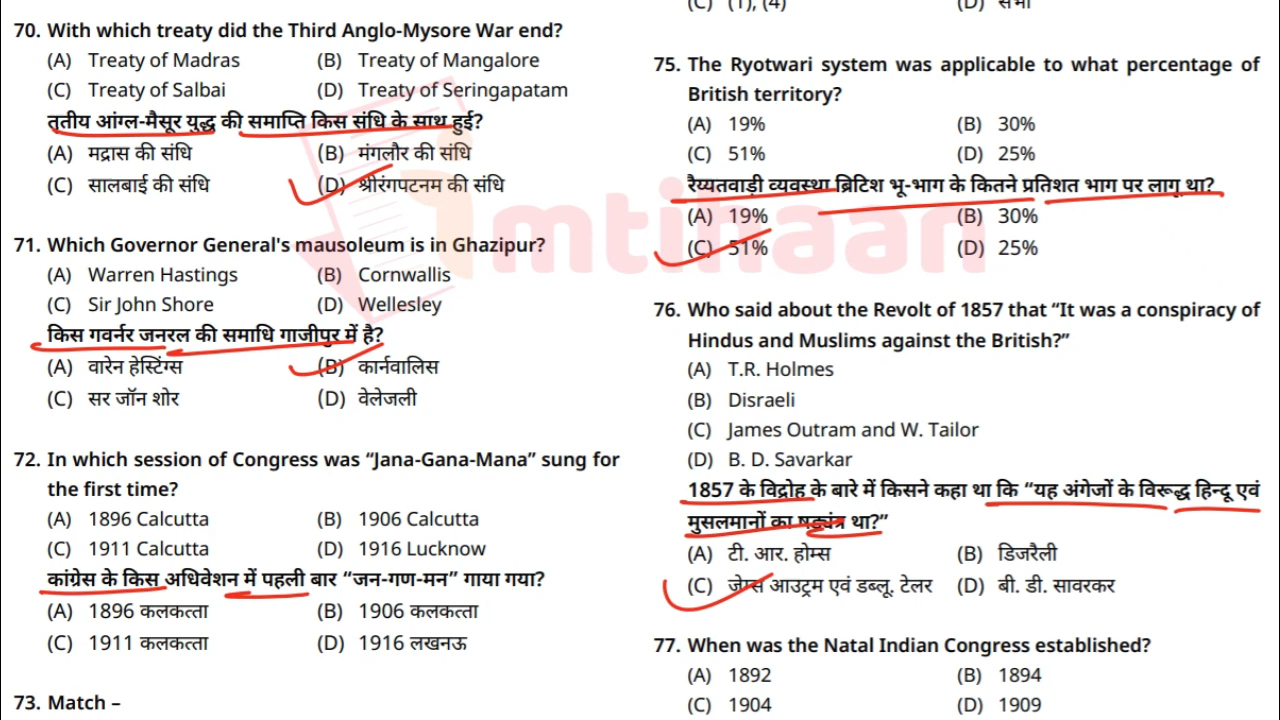 70. With which treaty did the Third Anglo-Mysore War end?
(A) Treaty of Madras (B) Treaty of Mangalore
(C) Treaty of Salbai (D) Treaty of Seringapatam
तृतीय आंग्ल-मैसूर युद्ध की समाप्ति किस संधि के साथ हुई?
(A) मद्रास की संधि (B) मंगलौर की संधि
(C) सालबाई की संधि (D) श्रीरंगपटनम की संधि
71. Which Governor General's mausoleum is in Ghazipur?
(A) Warren Hastings (B) Cornwallis
(C) Sir John Shore (D) Wellesley
किस गवर्नर जनरल की समाधि गाजीपुर में है?
(A) वारेन हेस्टिंग्स (B) कार्नवालिस
(C) सर जॉन शोर (D) वेलेजली
72. In which session of Congress was “Jana-Gana-Mana” sung for
the first time?
(A) 1896 Calcutta (B) 1906 Calcutta
(C) 1911 Calcutta (D) 1916 Lucknow
कांग्रेस के किस अधिवेशन में पहली बार “जन-गण-मन” गाया गया?
(A) 1896 कलकत्ता (B) 1906 कलकत्ता
(C) 1911 कलकत्ता (D) 1916 लखनऊ
73. Match –
(C) (1), (4) (D) सभी
75. The Ryotwari system was applicable to what percentage of
British territory?
(A) 19% (B) 30%
(C) 51% (D) 25%
रैय्यतवाड़ी व्यवस्था ब्रिटिश भू-भाग के कितने प्रतिशत भाग पर लागू था?
(A) 19% (B) 30%
(C) 51% (D) 25%
76. Who said about the Revolt of 1857 that “It was a conspiracy of
Hindus and Muslims against the British?”
(A) T.R. Holmes
(B) Disraeli
(C) James Outram and W. Tailor
(D) B. D. Savarkar
1857 के विद्रोह के बारे में किसने कहा था कि “यह अंगेजों के विरूद्ध हिन्दू एवं
मुसलमानों का षड्यंत्र था?”
(A) टी. आर. होम्स (B) डिजरैली
(C) जेम्स आउट्रम एवं डब्लू. टेलर (D) बी. डी. सावरकर
77. When was the Natal Indian Congress established?
(A) 1892 (B) 1894
(C) 1904 (D) 1909
imtihaan